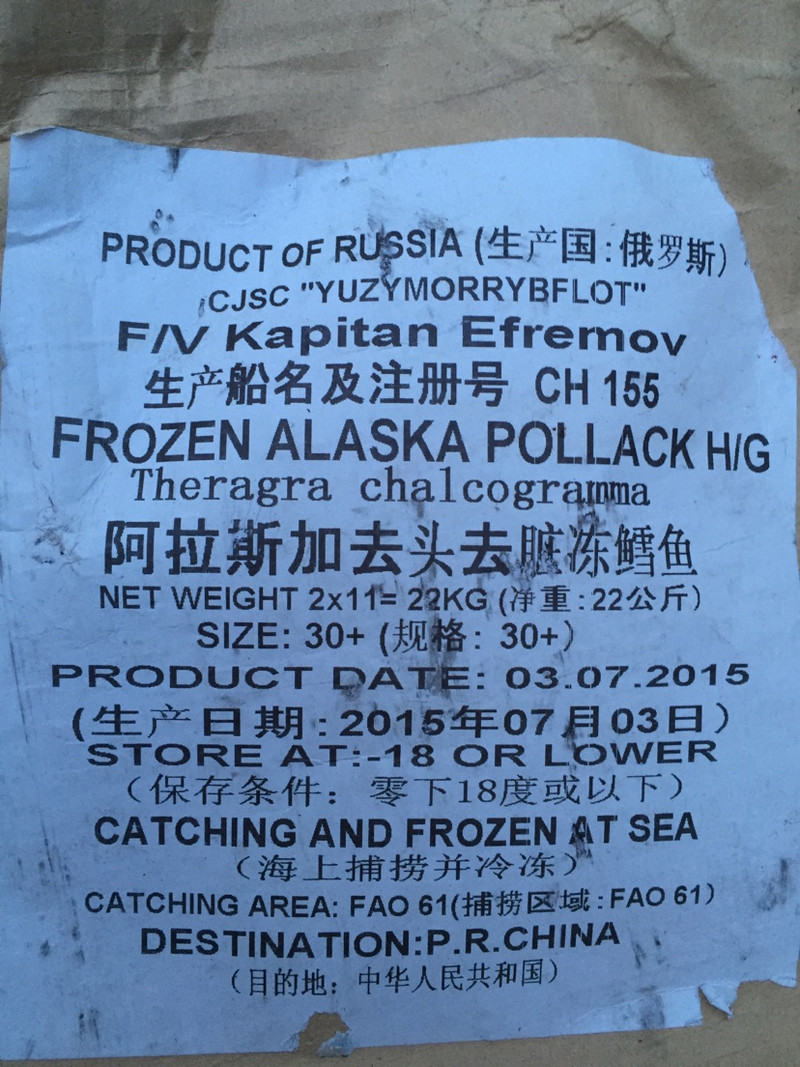 PRODUCT OF RUSSIA (生产国:俄罗斯)
CJSC "YUZYMORRYBFLOT"
F/V Kapitan Efremov
生产船名及注册号 CH 155
FROZEN ALASKA POLLACK H/G
Theragra chalcogramma
阿拉斯加去头去脏冻鳕鱼
NET WEIGHT 2x11= 22KG (净重:22公斤)
SIZE: 30+ (规格: 30+)
PRODUCT DATE: 03.07.2015
(生产日期:2015年07月03日)
STORE AT:-18 OR LOWER
(保存条件: 零下18度或以下)
CATCHING AND FROZEN AT SEA
(海上捕捞并冷冻)
CATCHING AREA: FAO 61(捕捞区域:FAO 61)
DESTINATION:P.R.CHINA
(目的地: 中华人民共和国)